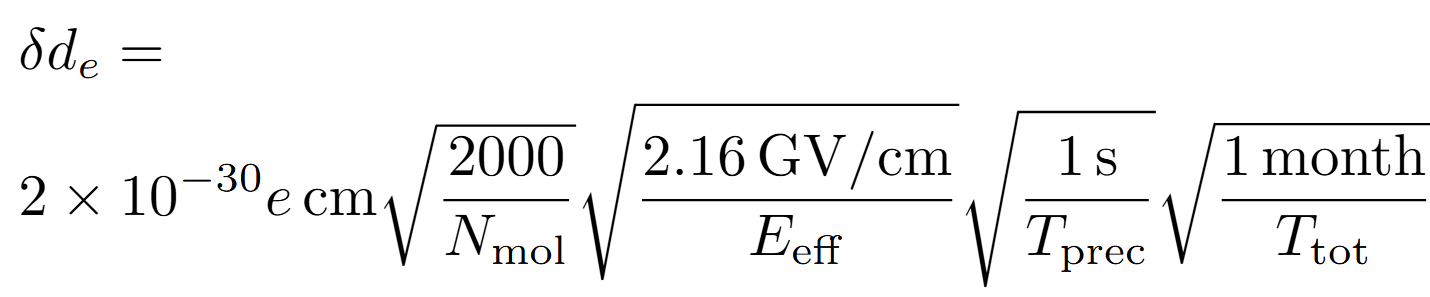 δd_e =
2 × 10^{−30} e cm √(2000/N_mol) √(2.16 GV/cm/E_eff) √(1 s/T_prec) √(1 month/T_tot)